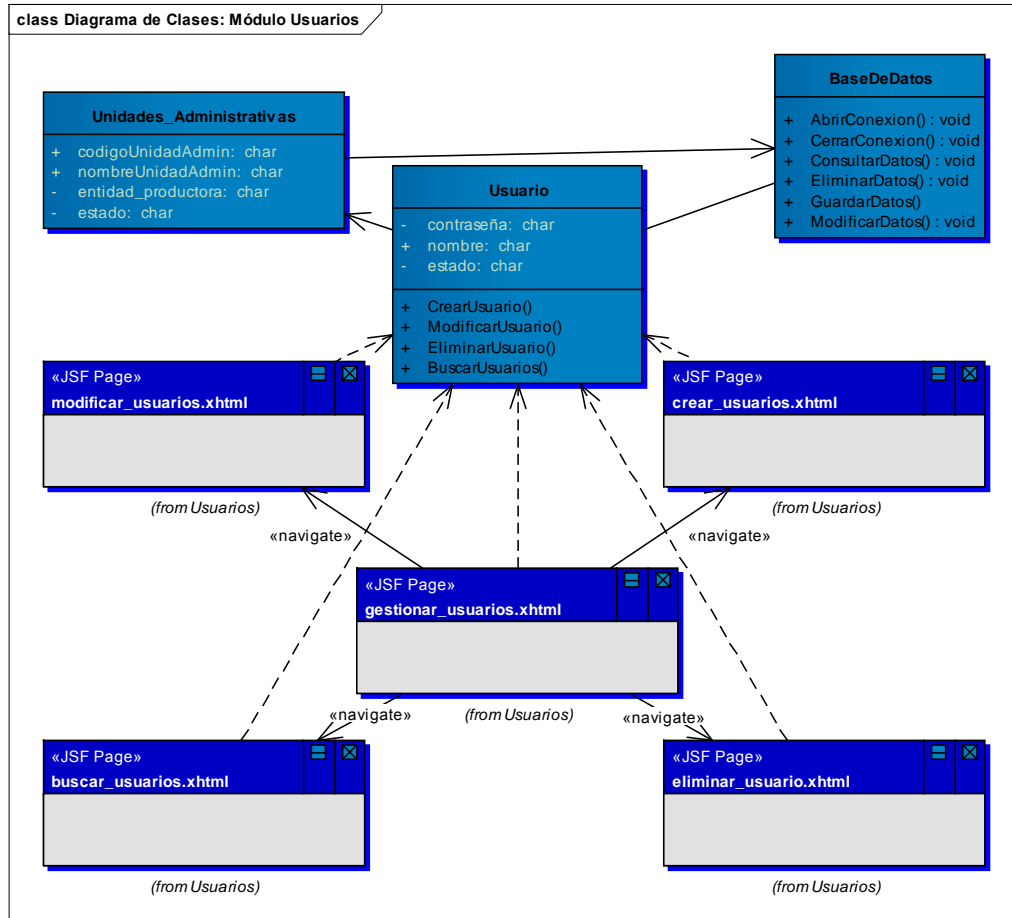 class Diagrama de Clases: Módulo Usuarios
Unidades_Administrativas
+ codigoUnidadAdmin: char
+ nombreUnidadAdmin: char
- entidad_productora: char
- estado: char
BaseDeDatos
+ AbrirConexion() : void
+ CerrarConexion() : void
+ ConsultarDatos() : void
+ EliminarDatos() : void
+ GuardarDatos()
+ ModificarDatos() : void
Usuario
- contraseña: char
+ nombre: char
- estado: char
+ CrearUsuario()
+ ModificarUsuario()
+ EliminarUsuario()
+ BuscarUsuarios()
«JSF Page»
modificar_usuarios.xhtml
(from Usuarios)
«JSF Page»
crear_usuarios.xhtml
(from Usuarios)
«navigate»
«navigate»
«JSF Page»
gestionar_usuarios.xhtml
(from Usuarios)
«navigate»
«navigate»
«JSF Page»
buscar_usuarios.xhtml
(from Usuarios)
«JSF Page»
eliminar_usuario.xhtml
(from Usuarios)